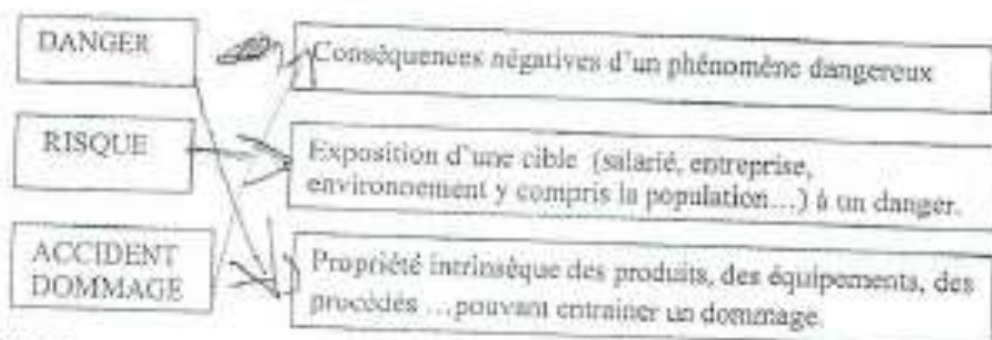 DANGER
Conséquences négatives d'un phénomène dangereux
RISQUE
Exposition d'une cible (salarié, entreprise,
environnement y compris la population...) à un danger.
ACCIDENT
DOMMAGE
Propriété intrinsèque des produits, des équipements, des
procédés ...pouvant entrainer un dommage.